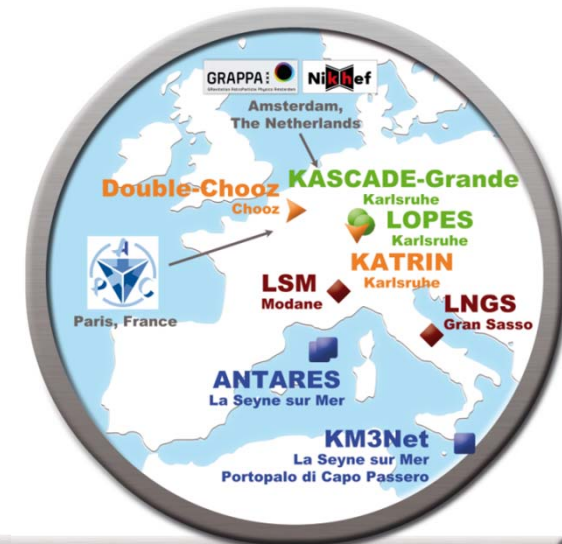 GRAPPA
Nikhef
Amsterdam,
The Netherlands
Double-Chooz
Chooz
KASCADE-Grande
Karlsruhe
LOPES
Karlsruhe
KATRIN
Karlsruhe
A
P C
Paris, France
LSM
Modane
LNGS
Gran Sasso
ANTARES
La Seyne sur Mer
KM3Net
La Seyne sur Mer
Portopalo di Capo Passero